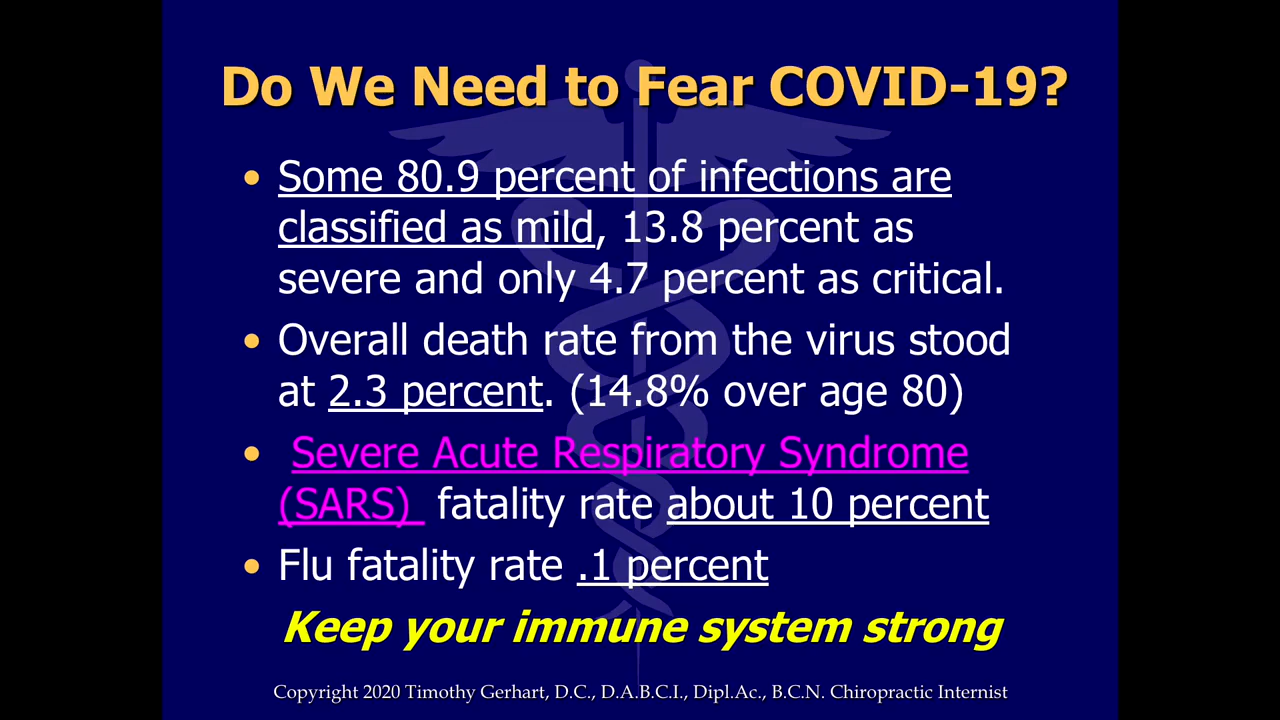 Do We Need to Fear COVID-19?
• Some 80.9 percent of infections are
classified as mild, 13.8 percent as
severe and only 4.7 percent as critical.
• Overall death rate from the virus stood
at 2.3 percent. (14.8% over age 80)
• Severe Acute Respiratory Syndrome
(SARS) fatality rate about 10 percent
• Flu fatality rate .1 percent
Keep your immune system strong
Copyright 2020 Timothy Gerhart, D.C., D.A.B.C.I., Dipl.Ac., B.C.N. Chiropractic Internist